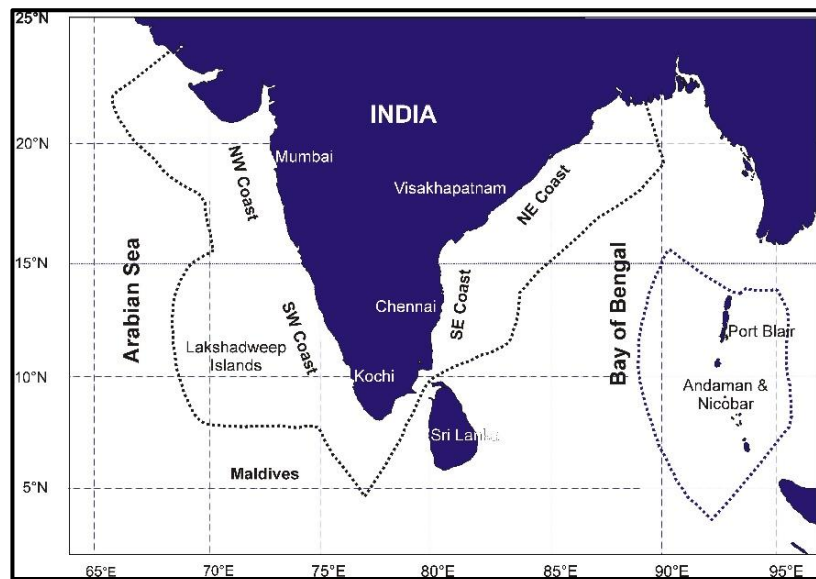 25°N
20°N
15°N
10°N
5°N
INDIA
Mumbai
Visakhapatnam
NW Coast
NE Coast
Arabian Sea
SW Coast
Chennai
SE Coast
Bay of Bengal
Lakshadweep
Islands
Kochi
Port Blair
Andaman &
Nicobar
Sri Lanka
Maldives
65°E
70°E
75°E
80°E
85°E
90°E
95°E